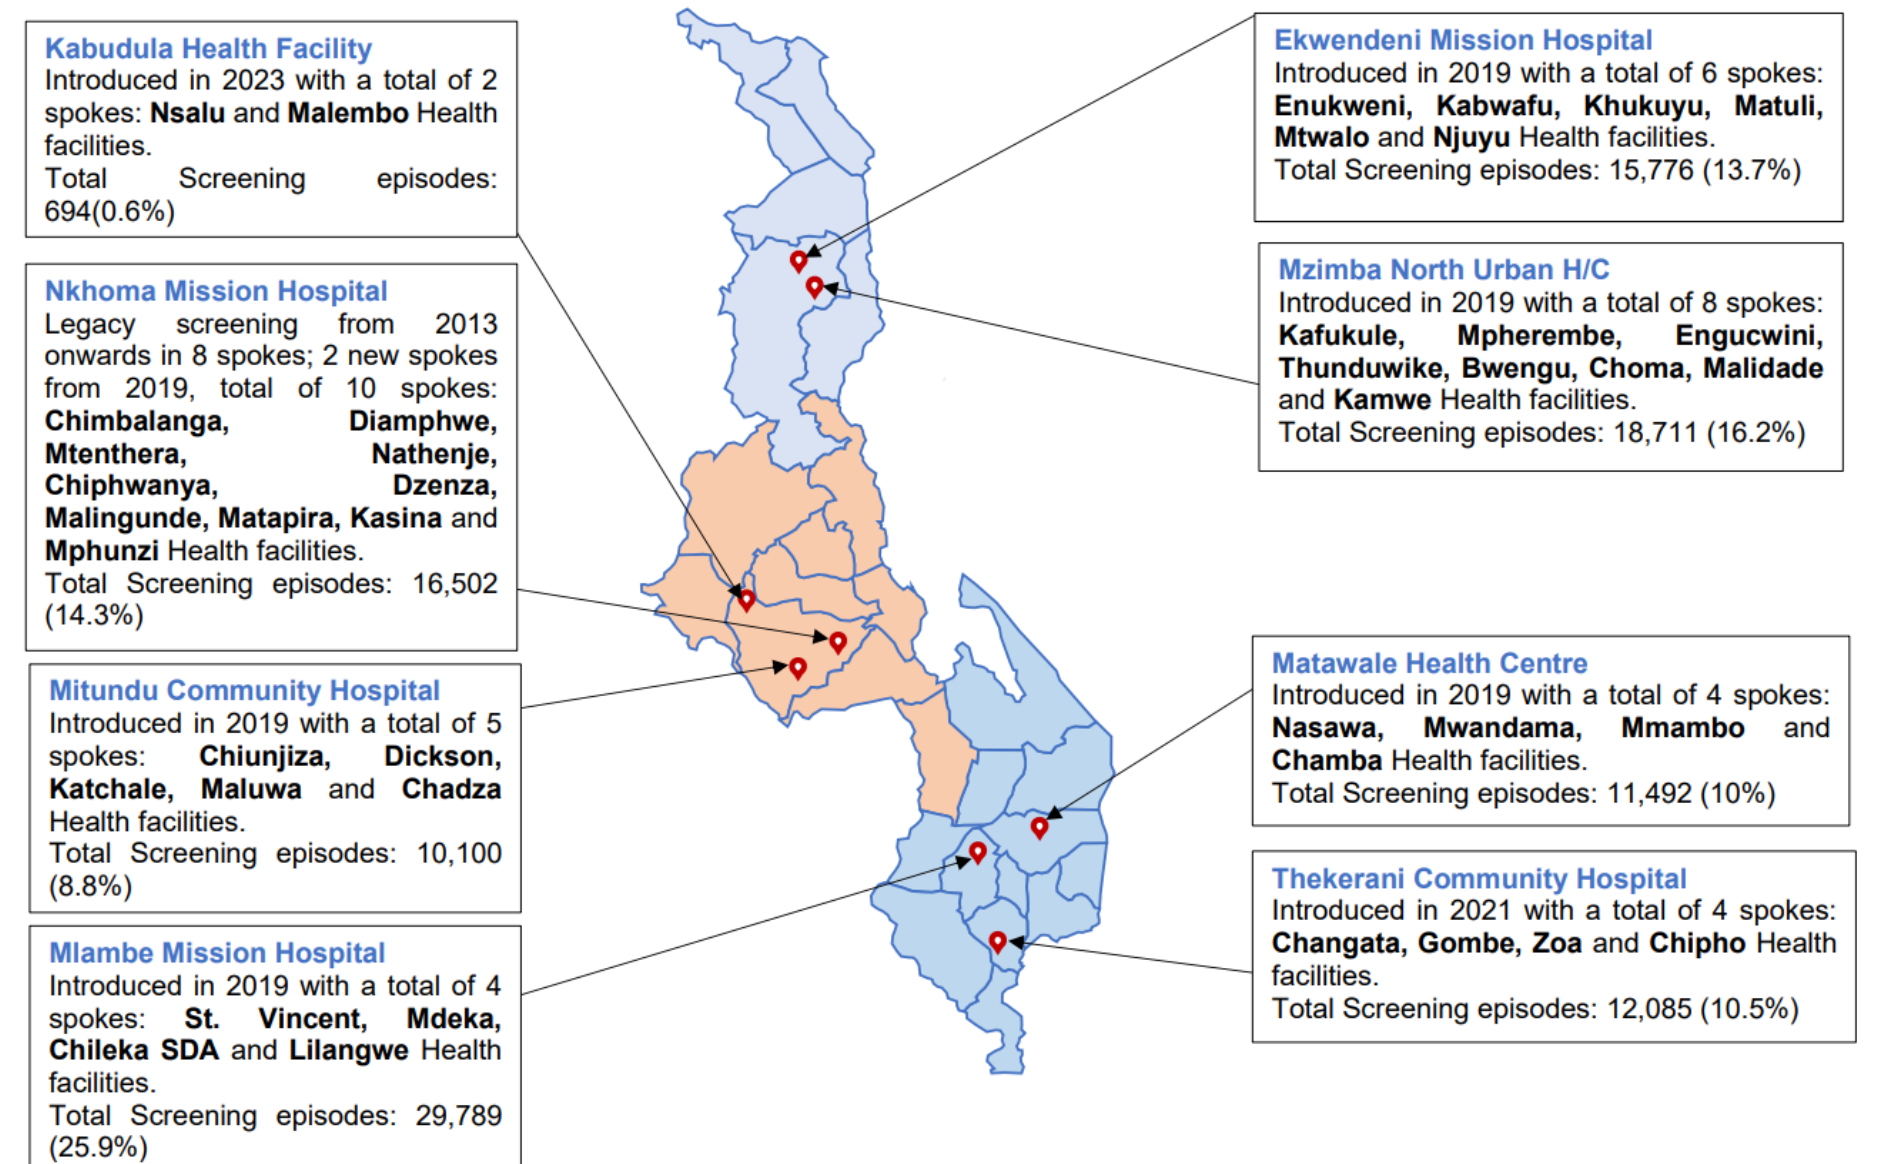 Kabudula Health Facility
Introduced in 2023 with a total of 2
spokes: Nsalu and Malembo Health
facilities.
Total Screening episodes:
694(0.6%)
Nkhoma Mission Hospital
Legacy screening from 2013
onwards in 8 spokes; 2 new spokes
from 2019, total of 10 spokes:
Chimbalanga, Diamphwe,
Mtenthera, Nathenje,
Chiphwanya, Dzenza,
Malingunde, Matapira, Kasina and
Mphunzi Health facilities.
Total Screening episodes: 16,502
(14.3%)
Mitundu Community Hospital
Introduced in 2019 with a total of 5
spokes: Chiunjiza, Dickson,
Katchale, Maluwa and Chadza
Health facilities.
Total Screening episodes: 10,100
(8.8%)
Mlambe Mission Hospital
Introduced in 2019 with a total of 4
spokes: St. Vincent, Mdeka,
Chileka SDA and Lilangwe Health
facilities.
Total Screening episodes: 29,789
(25.9%)
Ekwendeni Mission Hospital
Introduced in 2019 with a total of 6 spokes:
Enukweni, Kabwafu, Khukuyu, Matuli,
Mtwalo and Njuyu Health facilities.
Total Screening episodes: 15,776 (13.7%)
Mzimba North Urban H/C
Introduced in 2019 with a total of 8 spokes:
Kafukule, Mpherembe, Engucwini,
Thunduwike, Bwengu, Choma, Malidade
and Kamwe Health facilities.
Total Screening episodes: 18,711 (16.2%)
Matawale Health Centre
Introduced in 2019 with a total of 4 spokes:
Nasawa, Mwandama, Mmambo and
Chamba Health facilities.
Total Screening episodes: 11,492 (10%)
Thekerani Community Hospital
Introduced in 2021 with a total of 4 spokes:
Changata, Gombe, Zoa and Chipho Health
facilities.
Total Screening episodes: 12,085 (10.5%)